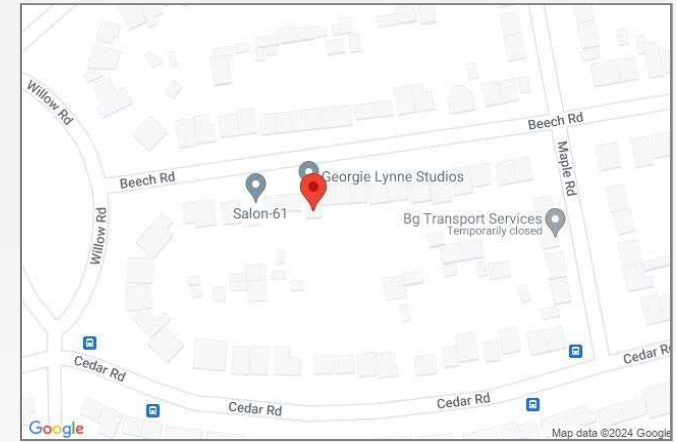 Willow Rd
Beech Rd
Maple Rd
Beech Rd
Georgie Lynne Studios
Salon-61
Bg Transport Services
Temporarily closed
Willow Rd
Cedar Rd
Cedar Rd
Cedar Rd
Cedar R
Google
Map data ©2024 Google